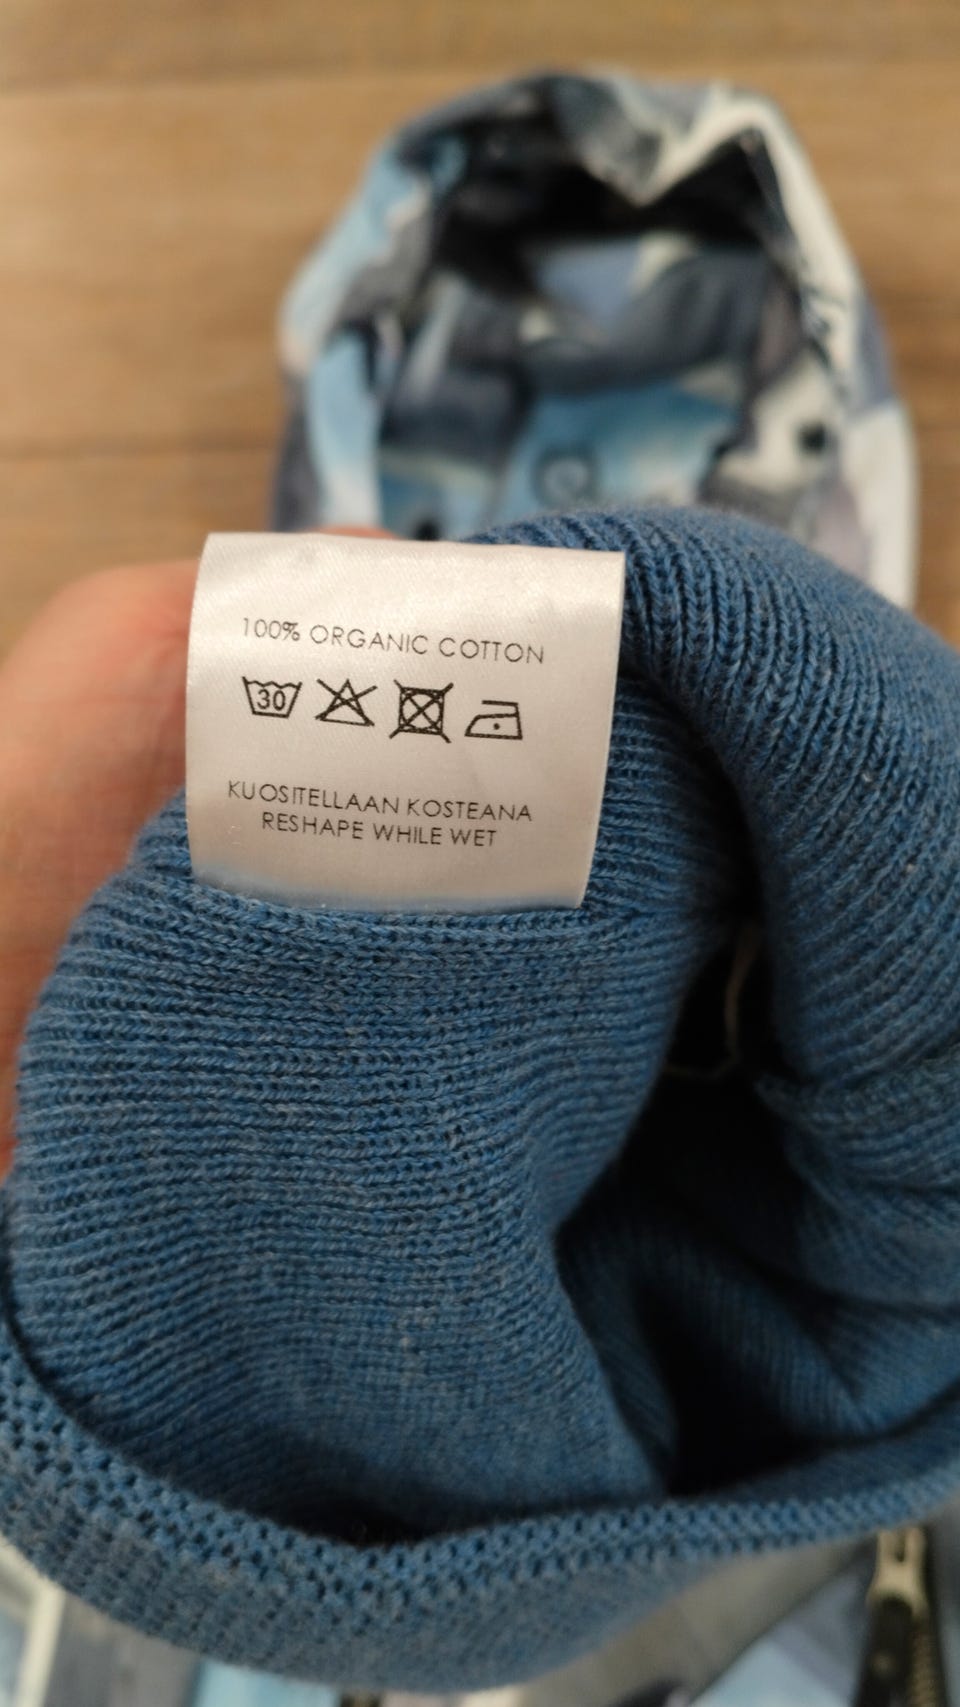 100% ORGANIC COTTON
30
KUOSITELLAAN KOSTEANA
RESHAPE WHILE WET